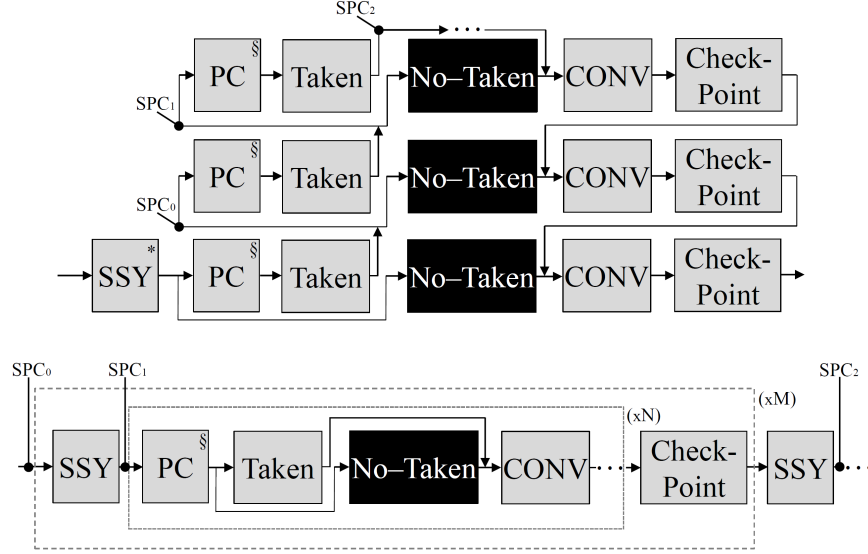 SPC₂
§
PC
Taken
No–Taken
CONV
Check-
Point
SPC₁
§
PC
Taken
No–Taken
CONV
Check-
Point
SPC₀
*
SSY
§
PC
Taken
No–Taken
CONV
Check-
Point
SPC₀
SPC₁
SPC₂
(xN)
(xM)
SSY
§
PC
Taken
No–Taken
CONV
Check-
Point
SSY